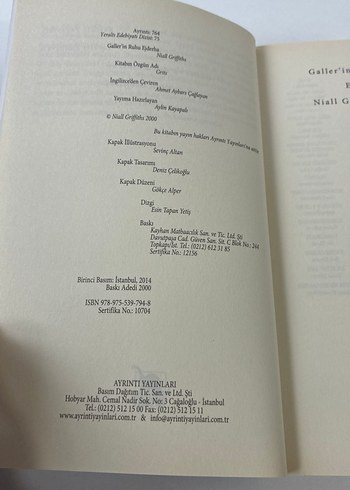 Ayrıntı: 764
Yeraltı Edebiyatı Dizisi: 75
Galler'in Ruhu Ejderha
Niall Griffiths
Kitabın Özgün Adı
Grits
İngilizceden Çeviren
Ahmet Aybars Çağlayan
Yayıma Hazırlayan
Aylin Kayapalı
© Niall Griffiths 2000
Bu kitabın yayım hakları Ayrıntı Yayınları'na aittir.
Kapak İllüstrasyonu
Sevinç Altan
Kapak Tasarımı
Deniz Çelikoğlu
Kapak Düzeni
Gökçe Alper
Dizgi
Esin Tapan Yetiş
Baskı
Kayhan Matbaacılık San. ve Tic. Ltd. Şti
Davutpaşa Cad. Güven San. Sit. C Blok No.: 244
Topkapı/İst. Tel.: (0212) 612 31 85
Sertifika No.: 12156
Birinci Basım: İstanbul, 2014
Baskı Adedi 2000
ISBN 978-975-539-794-8
Sertifika No.: 10704
AYRINTI YAYINLARI
Basım Dağıtım Tic. San. ve Ltd. Şti
Hobyar Mah. Cemal Nadir Sok. No: 3 Cağaloğlu - İstanbul
Tel.: (0212) 512 15 00 Fax: (0212) 512 15 11
www.ayrintiyayinlari.com.tr & info@ayrintiyayinlari.com.tr
Galler'in
E
Niall G